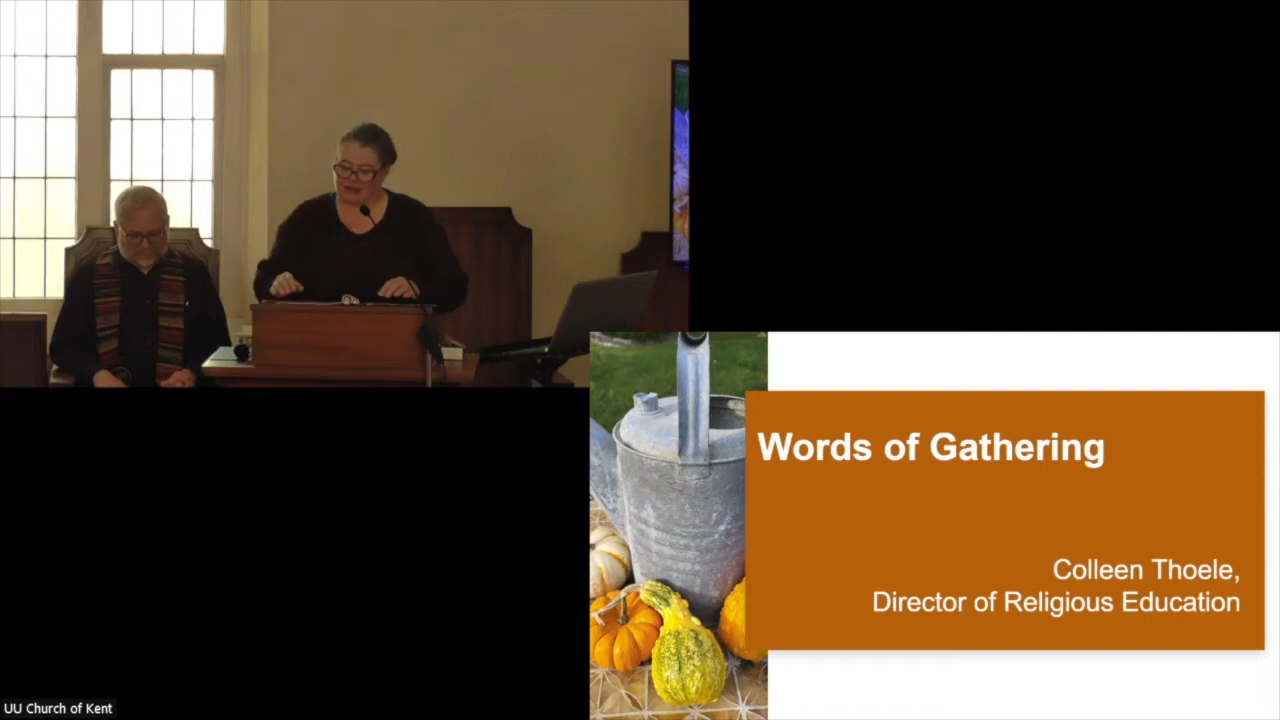 Words of Gathering
Colleen Thoele,
Director of Religious Education
UU Church of Kent